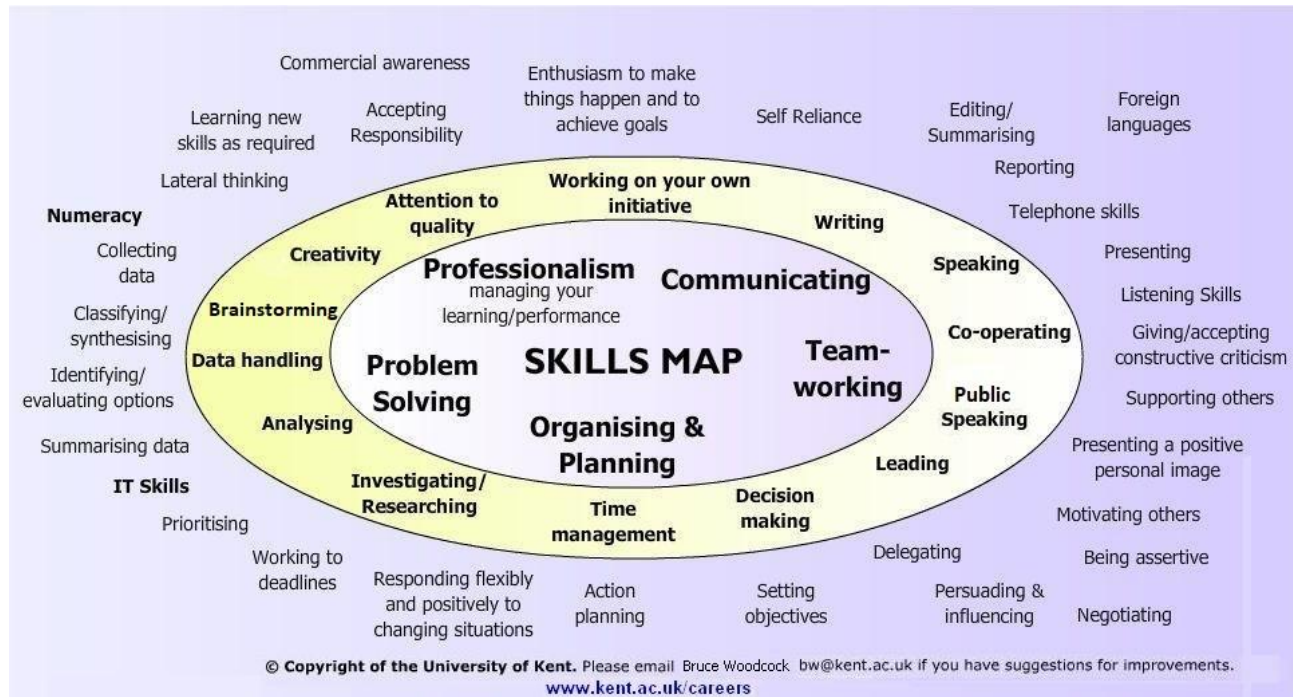 Commercial awareness
Enthusiasm to make
things happen and to
achieve goals
Learning new
skills as required
Accepting
Responsibility
Self Reliance
Editing/
Summarising
Foreign
languages
Lateral thinking
Reporting
Numeracy
Telephone skills
Collecting
data
Presenting
Classifying/
synthesising
Listening Skills
Identifying/
evaluating options
Giving/accepting
constructive criticism
Supporting others
Summarising data
Presenting a positive
personal image
IT Skills
Prioritising
Motivating others
Working to
deadlines
Being assertive
Responding flexibly
and positively to
changing situations
Action
planning
Setting
objectives
Delegating
Persuading &
influencing
Negotiating
Working on your own
initiative
Attention to
quality
Writing
Creativity
Speaking
Brainstorming
Co-operating
Data handling
Public
Speaking
Analysing
Leading
Investigating/
Researching
Time
management
Decision
making
Professionalism
managing your
learning/performance
Communicating
SKILLS MAP
Problem
Solving
Team-
working
Organising &
Planning
© Copyright of the University of Kent. Please email Bruce Woodcock bw@kent.ac.uk if you have suggestions for improvements.
www.kent.ac.uk/careers